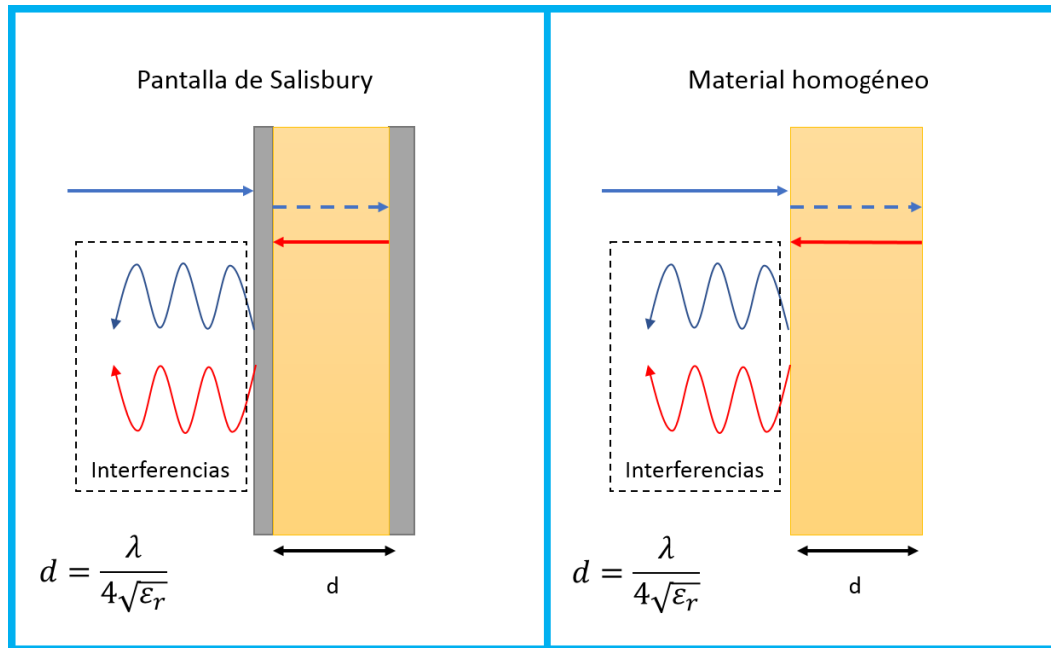 Pantalla de Salisbury
Interferencias
d = λ / 4√εᵣ
d
Material homogéneo
Interferencias
d = λ / 4√εᵣ
d